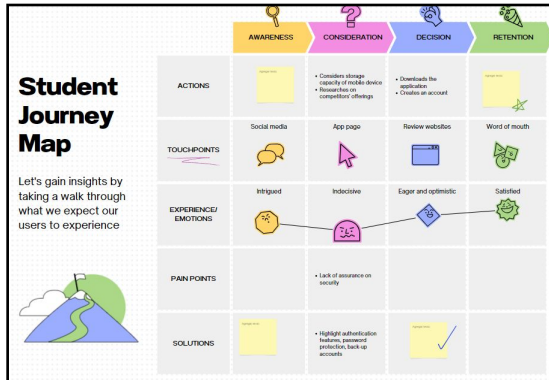 AWARENESS
CONSIDERATION
DECISION
RETENTION
Student
Journey
Map
Let's gain insights by
taking a walk through
what we expect our
users to experience
ACTIONS
• Considers storage
capacity of mobile device
• Researches on
competitors' offerings
• Downloads the
application
• Creates an account
TOUCHPOINTS
Social media
App page
Review websites
Word of mouth
EXPERIENCE/
EMOTIONS
Intrigued
Indecisive
Eager and optimistic
Satisfied
PAIN POINTS
• Lack of assurance on
security
SOLUTIONS
• Highlight authentication
features, password
protection, back-up
accounts